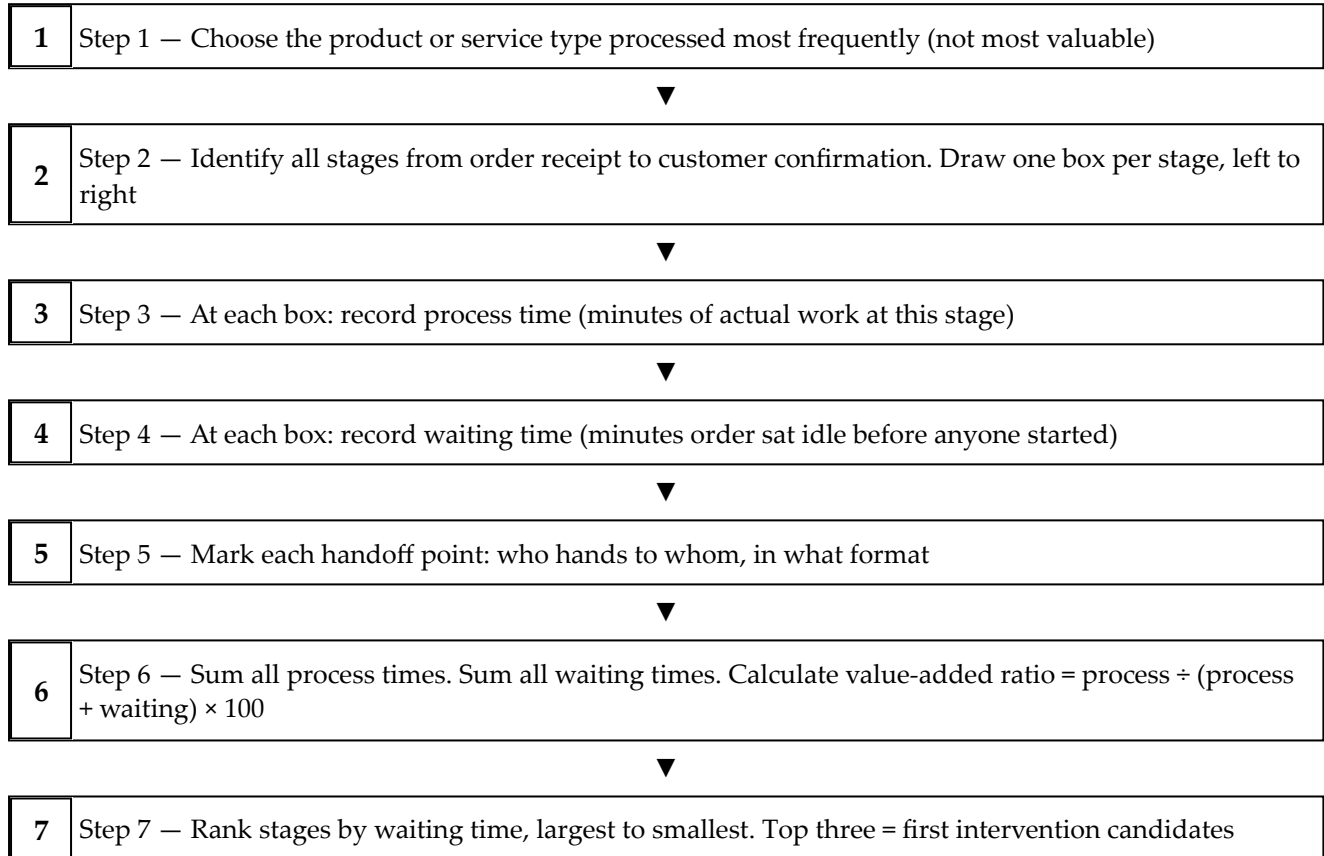 1 Step 1 — Choose the product or service type processed most frequently (not most valuable)
▼
2 Step 2 — Identify all stages from order receipt to customer confirmation. Draw one box per stage, left to
right
▼
3 Step 3 — At each box: record process time (minutes of actual work at this stage)
▼
4 Step 4 — At each box: record waiting time (minutes order sat idle before anyone started)
▼
5 Step 5 — Mark each handoff point: who hands to whom, in what format
▼
6 Step 6 — Sum all process times. Sum all waiting times. Calculate value-added ratio = process ÷ (process
+ waiting) × 100
▼
7 Step 7 — Rank stages by waiting time, largest to smallest. Top three = first intervention candidates